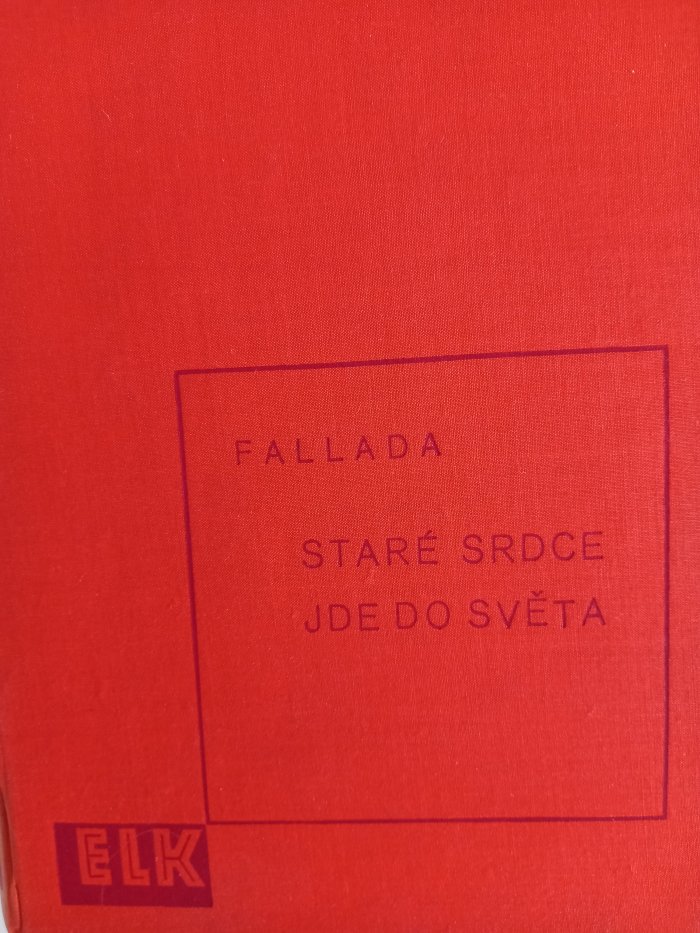 FALLADA
STARÉ SRDCE
JDE DO SVĚTA
ELK